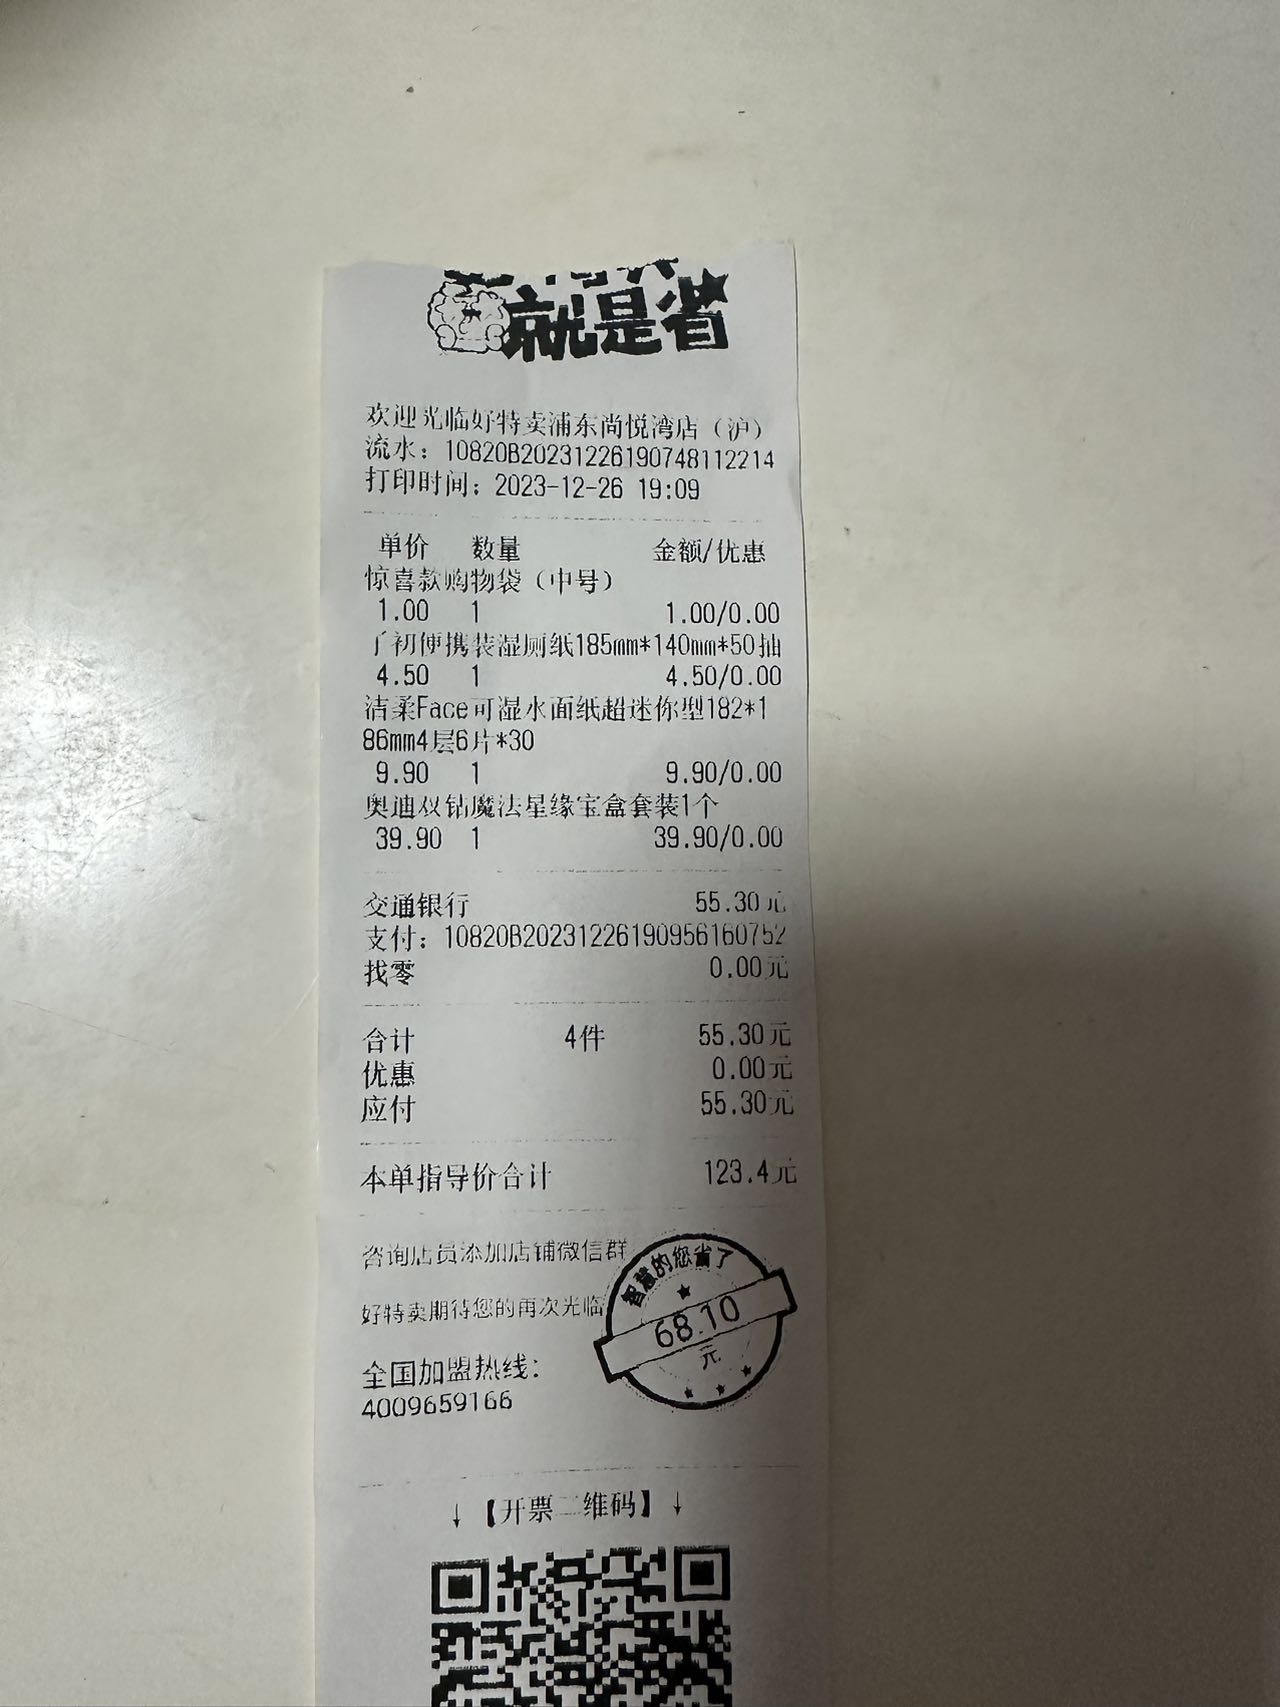 就是省
欢迎光临好特卖浦东尚悦湾店（沪）
流水：10820B20231226190748112214
打印时间：2023-12-26 19:09
单价 数量 金额/优惠
惊喜款购物袋（中号）
1.00 1 1.00/0.00
初便携装湿厕纸185mm*140mm*50抽
4.50 1 4.50/0.00
洁柔Face可湿水面纸超迷你型182*1
86mm4层6片*30
9.90 1 9.90/0.00
奥迪双钻魔法星缘宝盒套装1个
39.90 1 39.90/0.00
交通银行 55.30元
支付：10820B20231226190956160752
找零 0.00元
合计 4件 55.30元
优惠 0.00元
应付 55.30元
本单指导价合计 123.4元
咨询店员添加店铺微信群
好特卖期待您的再次光临
智慧的您省了
68.10
元
全国加盟热线：
4009659166
↓【开票二维码】↓